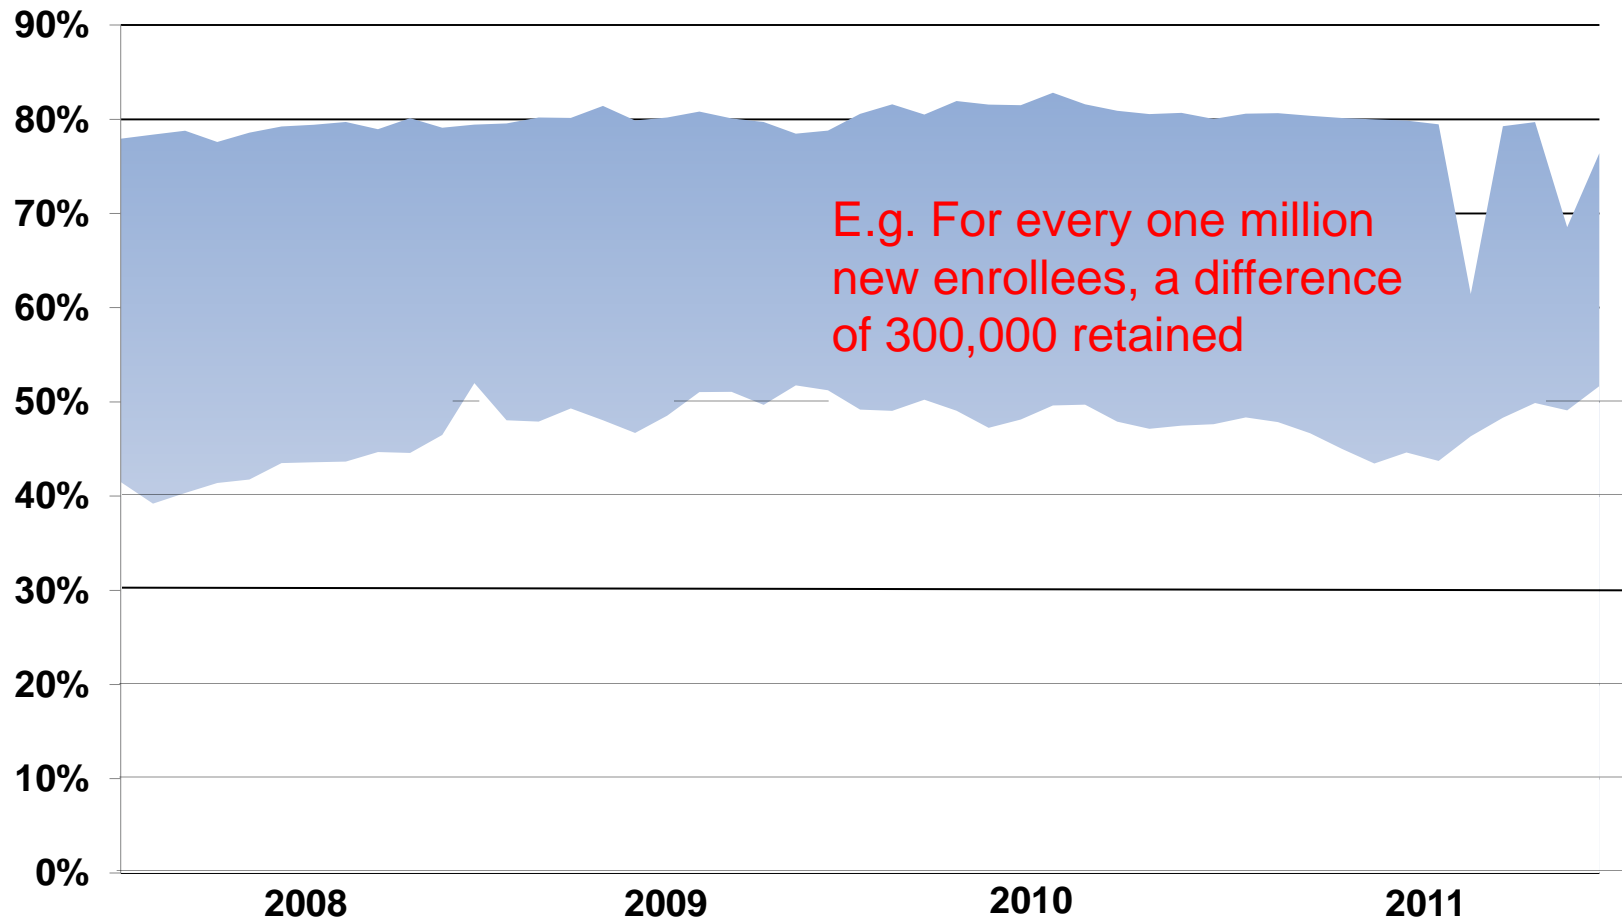 90%
80%
70%
E.g. For every one million
new enrollees, a difference
60%
of 300,000 retained
50%
40%
30%
20%
10%
0%
2008 2009 2010 2011